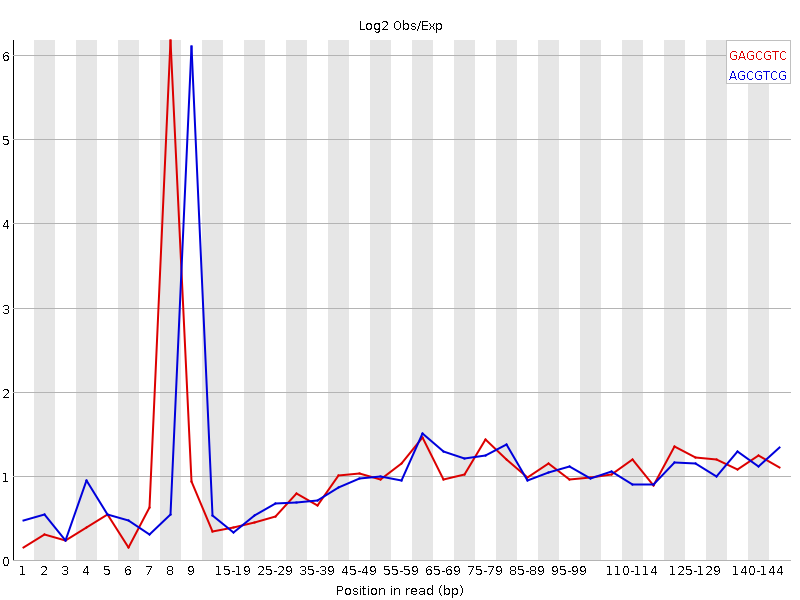 Log2 Obs/Exp
GAGCGTC
AGCGTCG
6
5
4
3
2
1
0
1 2 3 4 5 6 7 8 9 15-19 25-29 35-39 45-49 55-59 65-69 75-79 85-89 95-99 110-114 125-129 140-144
Position in read (bp)